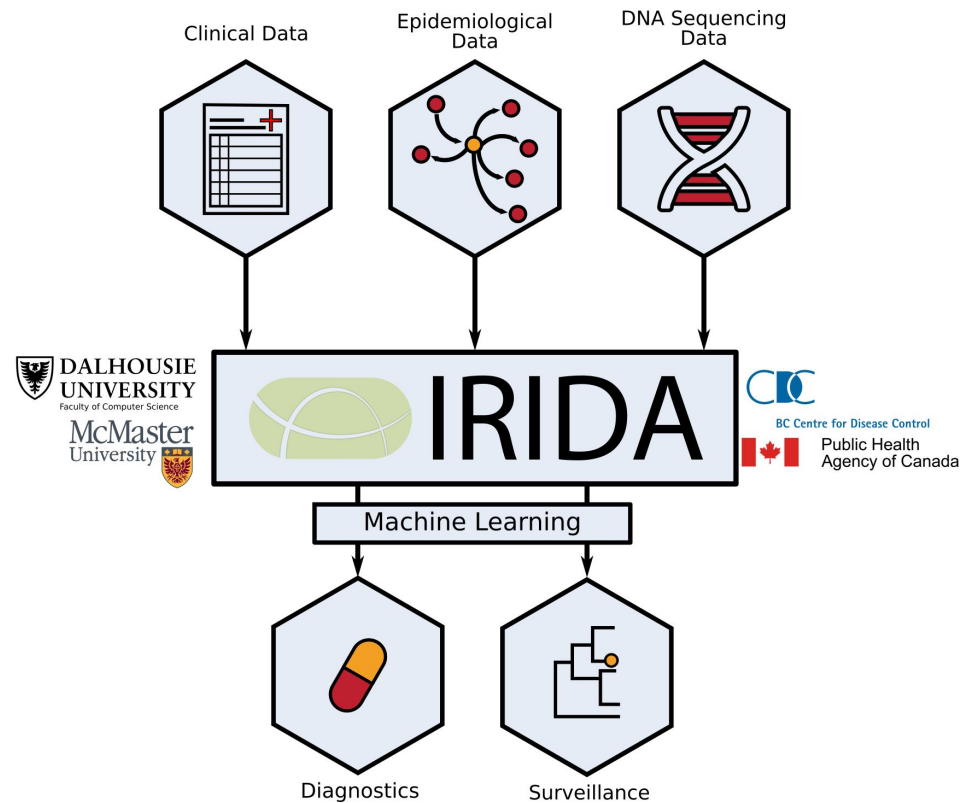 Clinical Data
Epidemiological
Data
DNA Sequencing
Data
DALHOUSIE
UNIVERSITY
Faculty of Computer Science
McMaster
University
IRIDA
CDC
BC Centre for Disease Control
Public Health
Agency of Canada
Machine Learning
Diagnostics
Surveillance